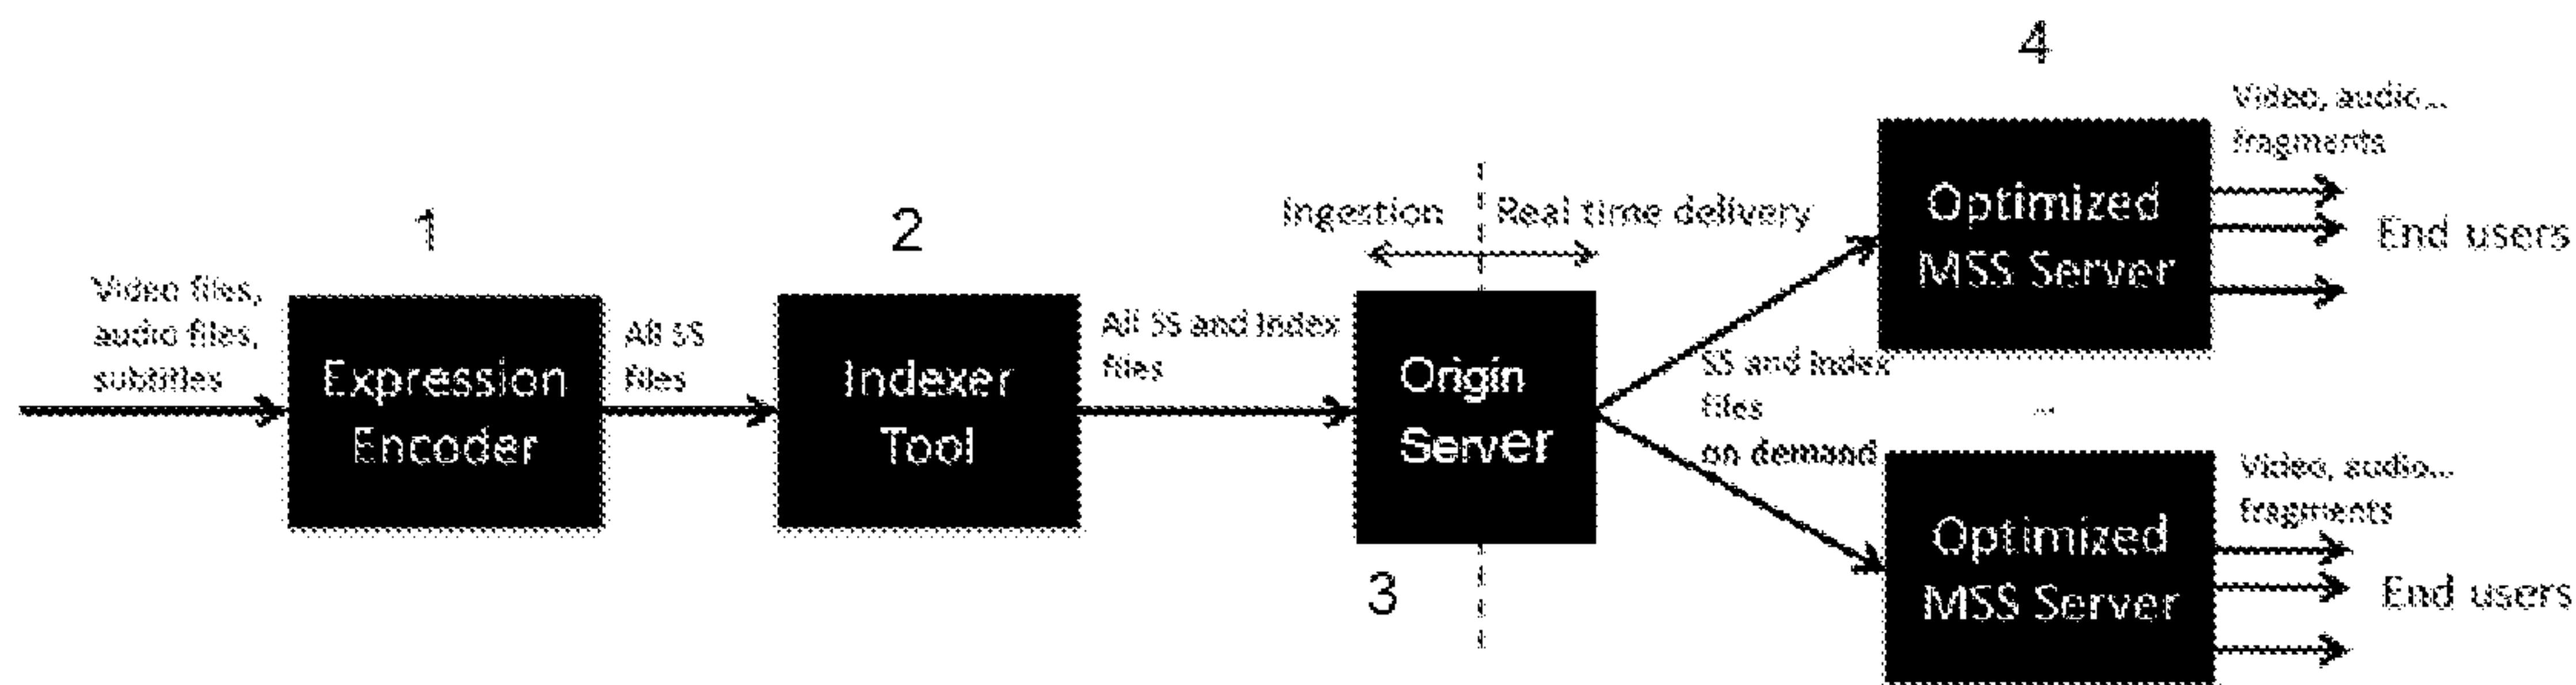 1
Video files,
audio files,
subtitles
Expression
Encoder
All SS
files
2
Indexer
Tool
All SS and Index
files
Ingestion
Real time delivery
Origin
Server
3
SS and Index
files
on demand
4
Optimized
MSS Server
Video, audio...
fragments
End users
...
Optimized
MSS Server
Video, audio...
fragments
End users